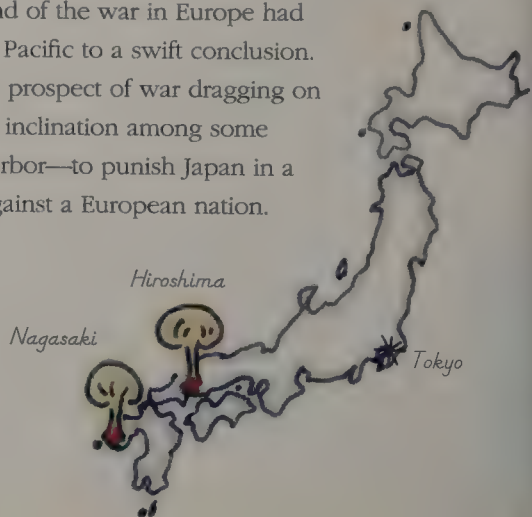 nd of the war in Europe had
Pacific to a swift conclusion.
prospect of war dragging on
inclination among some
rbor—to punish Japan in a
gainst a European nation.
Hiroshima
Nagasaki
Tokyo